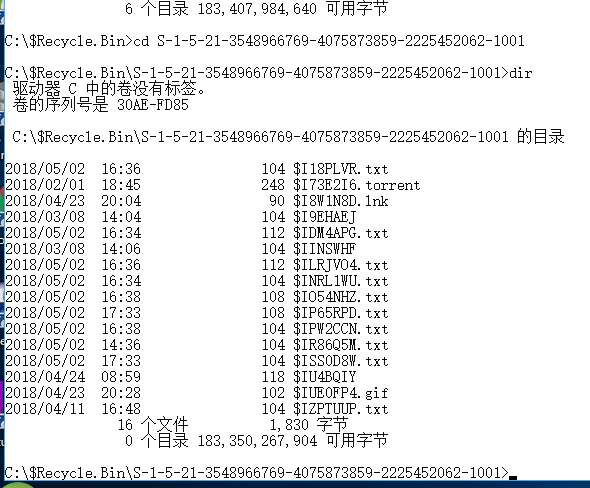 6 个目录 183,407,984,640 可用字节
C:\$Recycle.Bin>cd S-1-5-21-3548966769-4075873859-2225452062-1001
C:\$Recycle.Bin\S-1-5-21-3548966769-4075873859-2225452062-1001>dir
驱动器 C 中的卷没有标签。
卷的序列号是 30AE-FD85
C:\$Recycle.Bin\S-1-5-21-3548966769-4075873859-2225452062-1001 的目录
2018/05/02  16:36               104 $I18PLVR.txt
2018/02/01  18:45               248 $I73E2I6.torrent
2018/04/23  20:04                90 $I8W1N8D.lnk
2018/03/08  14:04               104 $I9EHAEJ
2018/05/02  16:34               112 $IDM4APG.txt
2018/03/08  14:06               104 $IINSWHF
2018/05/02  16:36               112 $ILRJVO4.txt
2018/05/02  16:34               104 $INRL1WU.txt
2018/05/02  16:38               108 $IO54NHZ.txt
2018/05/02  17:33               108 $IP65RPD.txt
2018/05/02  16:38               104 $IPW2CCN.txt
2018/05/02  14:36               104 $IR86Q5M.txt
2018/05/02  17:33               104 $ISSOD8W.txt
2018/04/24  08:59               118 $IU4BQIY
2018/04/23  20:28               102 $IUEOFP4.gif
2018/04/11  16:48               104 $IZPTUUP.txt
16 个文件          1,830 字节
0 个目录 183,350,267,904 可用字节
C:\$Recycle.Bin\S-1-5-21-3548966769-4075873859-2225452062-1001>